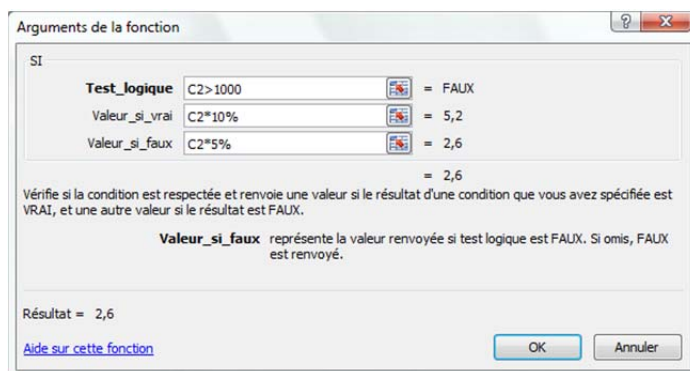 Arguments de la fonction
SI
Test_logique C2>1000 = FAUX
Valeur_si_vrai C2*10% = 5,2
Valeur_si_faux C2*5% = 2,6
= 2,6
Vérifie si la condition est respectée et renvoie une valeur si le résultat d'une condition que vous avez spécifiée est
VRAI, et une autre valeur si le résultat est FAUX.
Valeur_si_faux représente la valeur renvoyée si test logique est FAUX. Si omis, FAUX
est renvoyé.
Résultat = 2,6
Aide sur cette fonction OK Annuler